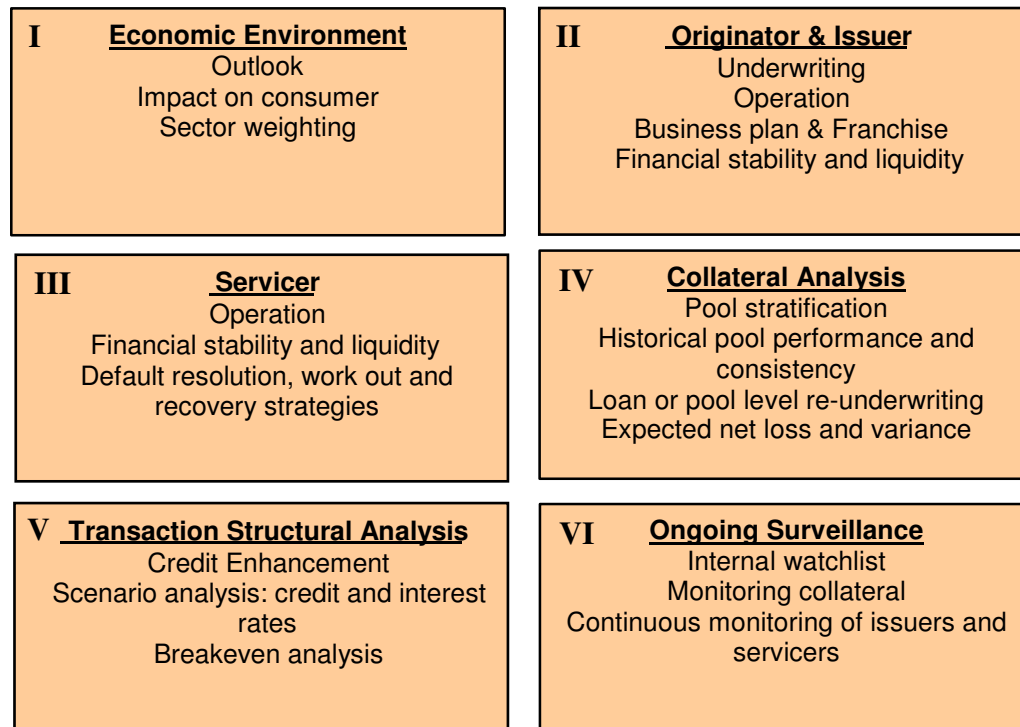 I Economic Environment
Outlook
Impact on consumer
Sector weighting
II Originator & Issuer
Underwriting
Operation
Business plan & Franchise
Financial stability and liquidity
III Servicer
Operation
Financial stability and liquidity
Default resolution, work out and
recovery strategies
IV Collateral Analysis
Pool stratification
Historical pool performance and
consistency
Loan or pool level re-underwriting
Expected net loss and variance
V Transaction Structural Analysis
Credit Enhancement
Scenario analysis: credit and interest
rates
Breakeven analysis
VI Ongoing Surveillance
Internal watchlist
Monitoring collateral
Continuous monitoring of issuers and
servicers